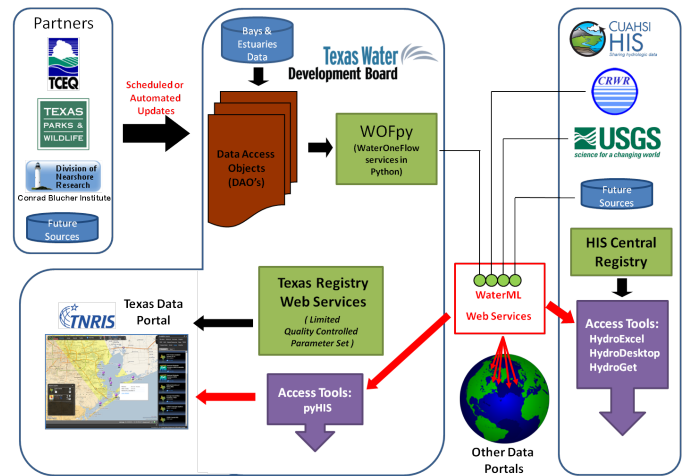 Partners
TCEQ
TEXAS
PARKS &
WILDLIFE
Division of
Nearshore
Research
Conrad Blucher Institute
Future
Sources
Scheduled or
Automated
Updates
Bays &
Estuaries
Data
Texas Water
Development Board
Data Access
Objects
(DAO's)
WOFpy
(WaterOneFlow
services in
Python)
CUAHSI
HIS
Sharing hydrologic data
CRWR
USGS
science for a changing world
Future
Sources
HIS Central
Registry
Access Tools:
HydroExcel
HydroDesktop
HydroGet
WaterML
Web Services
Other Data
Portals
Texas Registry
Web Services
( Limited
Quality Controlled
Parameter Set )
Access Tools:
pyHIS
TNRIS
Texas Data
Portal